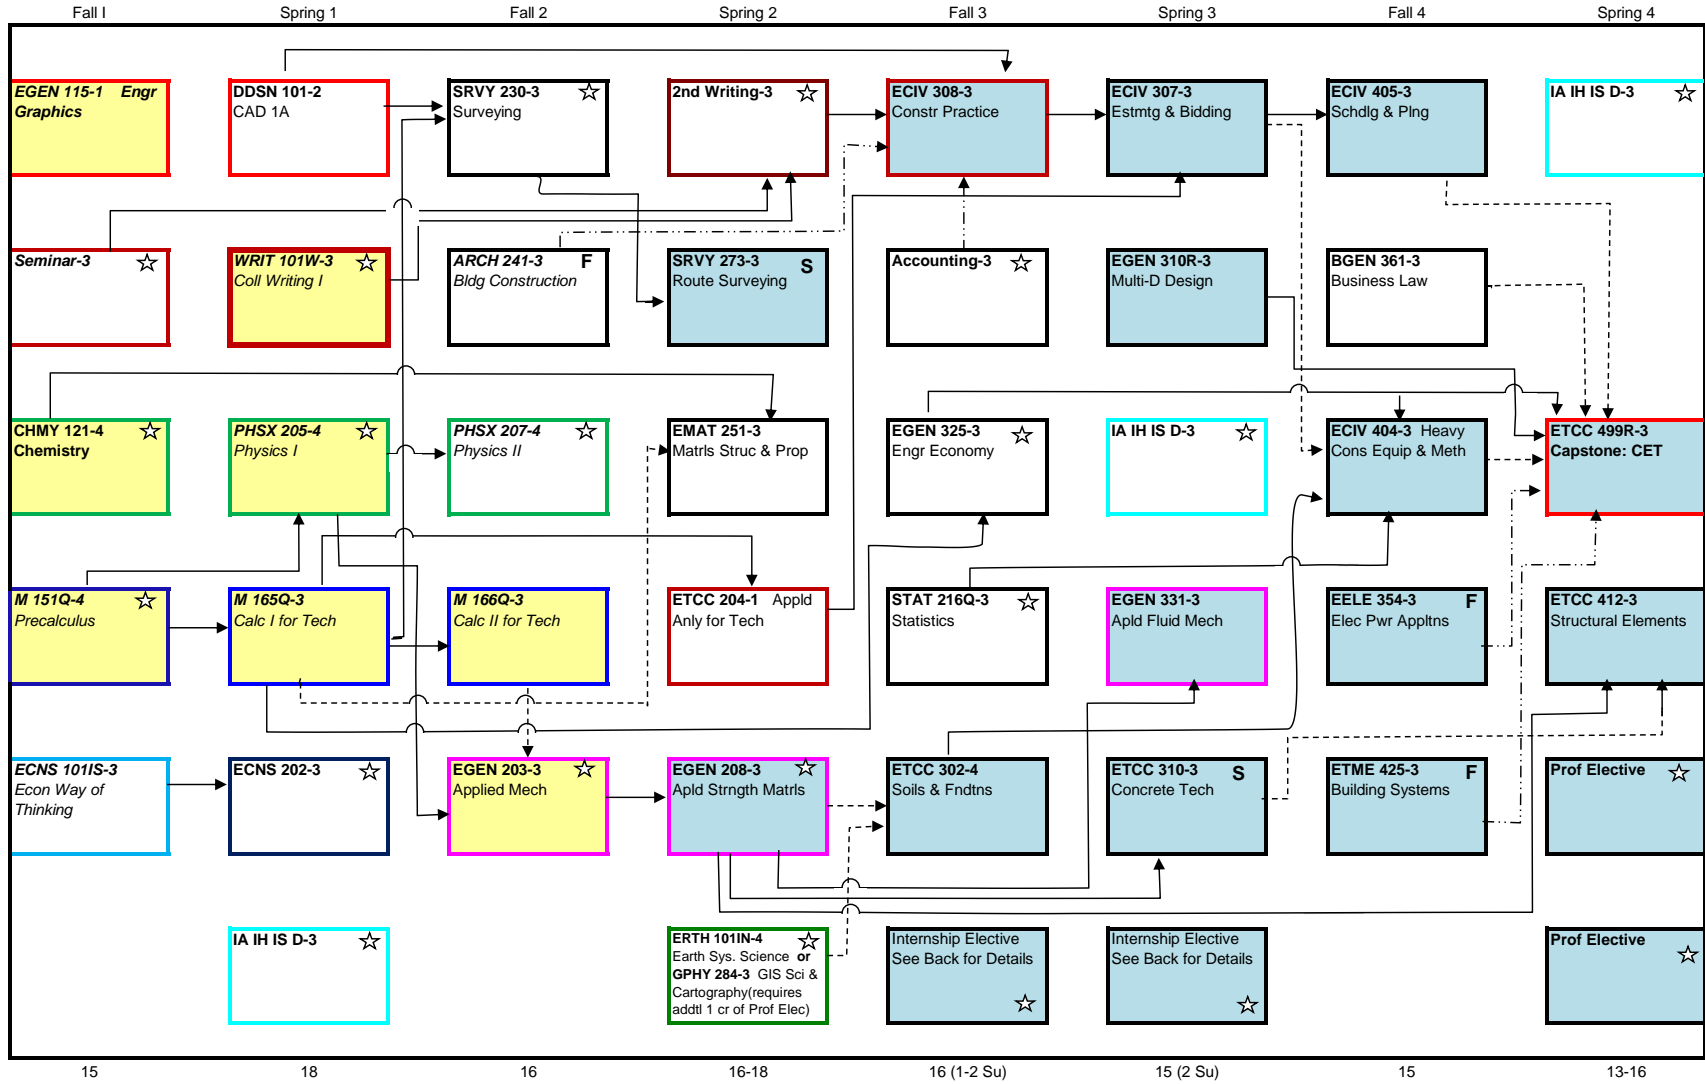 Fall I
Spring 1
Fall 2
Spring 2
Fall 3
Spring 3
Fall 4
Spring 4
EGEN 115-1 Engr
Graphics
DDSN 101-2
CAD 1A
SRVY 230-3
Surveying
2nd Writing-3
ECIV 308-3
Constr Practice
ECIV 307-3
Estmtg & Bidding
ECIV 405-3
Schdlg & Plng
IA IH IS D-3
Seminar-3
WRIT 101W-3
Coll Writing I
ARCH 241-3 F
Bldg Construction
SRVY 273-3 S
Route Surveying
Accounting-3
EGEN 310R-3
Multi-D Design
BGEN 361-3
Business Law
CHMY 121-4
Chemistry
PHSX 205-4
Physics I
PHSX 207-4
Physics II
EMAT 251-3
Matrls Struc & Prop
EGEN 325-3
Engr Economy
IA IH IS D-3
ECIV 404-3 Heavy
Cons Equip & Meth
ETCC 499R-3
Capstone: CET
M 151Q-4
Precalculus
M 165Q-3
Calc I for Tech
M 166Q-3
Calc II for Tech
ETCC 204-1 Appld
Anly for Tech
STAT 216Q-3
Statistics
EGEN 331-3
Apld Fluid Mech
EELE 354-3 F
Elec Pwr Appltns
ETCC 412-3
Structural Elements
ECNS 101IS-3
Econ Way of
Thinking
ECNS 202-3
EGEN 203-3
Applied Mech
EGEN 208-3
Apld Strngth Matrls
ETCC 302-4
Soils & Fndtns
ETCC 310-3 S
Concrete Tech
ETME 425-3 F
Building Systems
Prof Elective
IA IH IS D-3
ERTH 101IN-4
Earth Sys. Science or
GPHY 284-3 GIS Sci &
Cartography(requires
addtl 1 cr of Prof Elec)
Internship Elective
See Back for Details
Internship Elective
See Back for Details
Prof Elective
15
18
16
16-18
16 (1-2 Su)
15 (2 Su)
15
13-16